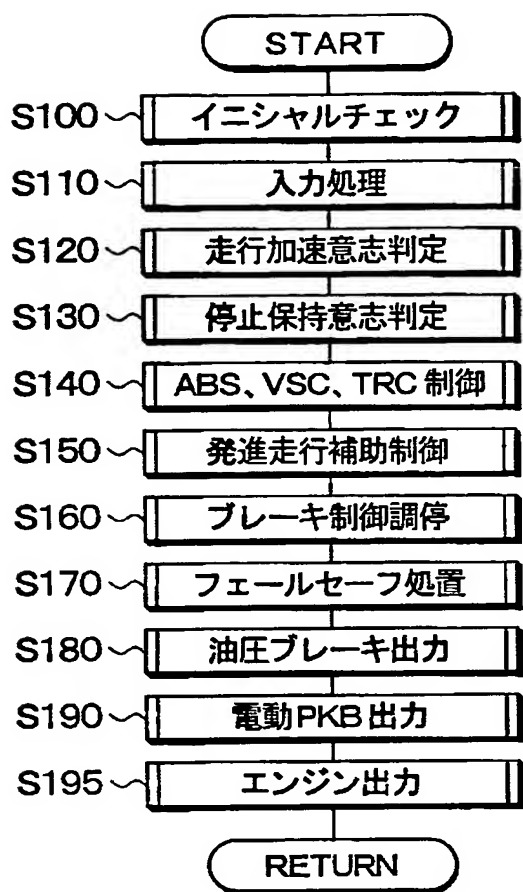 START
S100 イニシャルチェック
S110 入力処理
S120 走行加速意志判定
S130 停止保持意志判定
S140 ABS、VSC、TRC 制御
S150 発進走行補助制御
S160 ブレーキ制御調停
S170 フェールセーフ処置
S180 油圧ブレーキ出力
S190 電動PKB 出力
S195 エンジン出力
RETURN